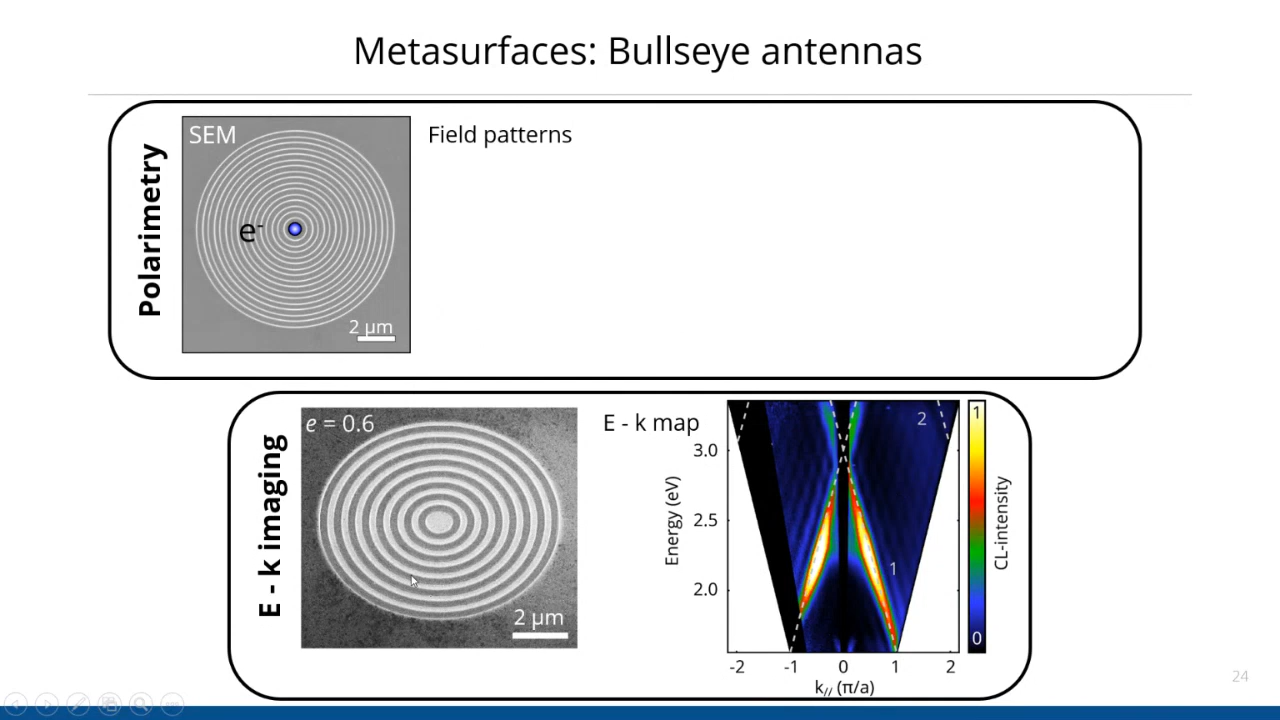 Metasurfaces: Bullseye antennas
Polarimetry
SEM
e-
2 µm
Field patterns
E - k imaging
e = 0.6
2 µm
E - k map
Energy (eV)
3.0
2.5
2.0
2
1
-2 -1 0 1 2
k// (π/a)
1
0
CL-intensity
24